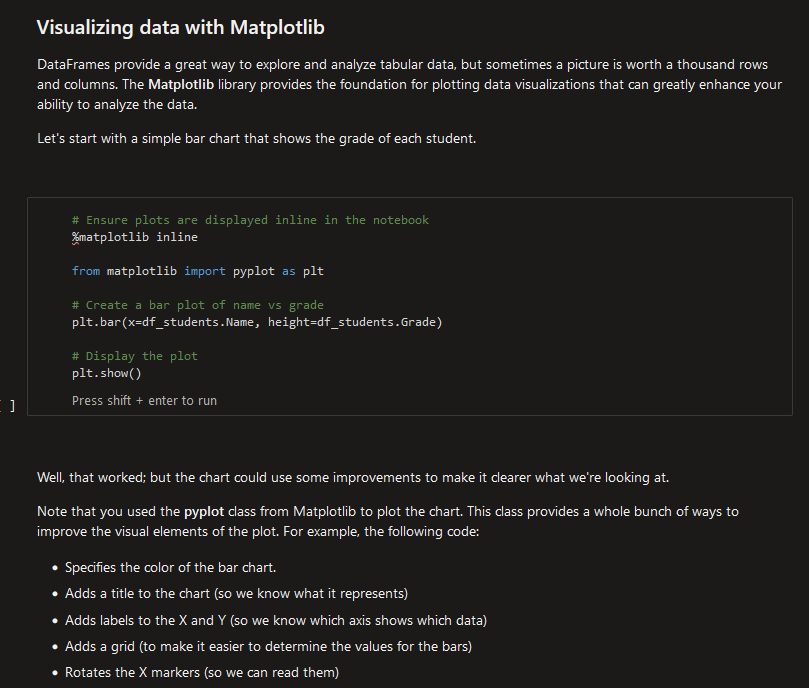 Visualizing data with Matplotlib
DataFrames provide a great way to explore and analyze tabular data, but sometimes a picture is worth a thousand rows
and columns. The Matplotlib library provides the foundation for plotting data visualizations that can greatly enhance your
ability to analyze the data.
Let's start with a simple bar chart that shows the grade of each student.
# Ensure plots are displayed inline in the notebook
%matplotlib inline
from matplotlib import pyplot as plt
# Create a bar plot of name vs grade
plt.bar(x=df_students.Name, height=df_students.Grade)
# Display the plot
plt.show()
Press shift + enter to run
[ ]
Well, that worked; but the chart could use some improvements to make it clearer what we're looking at.
Note that you used the pyplot class from Matplotlib to plot the chart. This class provides a whole bunch of ways to
improve the visual elements of the plot. For example, the following code:
• Specifies the color of the bar chart.
• Adds a title to the chart (so we know what it represents)
• Adds labels to the X and Y (so we know which axis shows which data)
• Adds a grid (to make it easier to determine the values for the bars)
• Rotates the X markers (so we can read them)